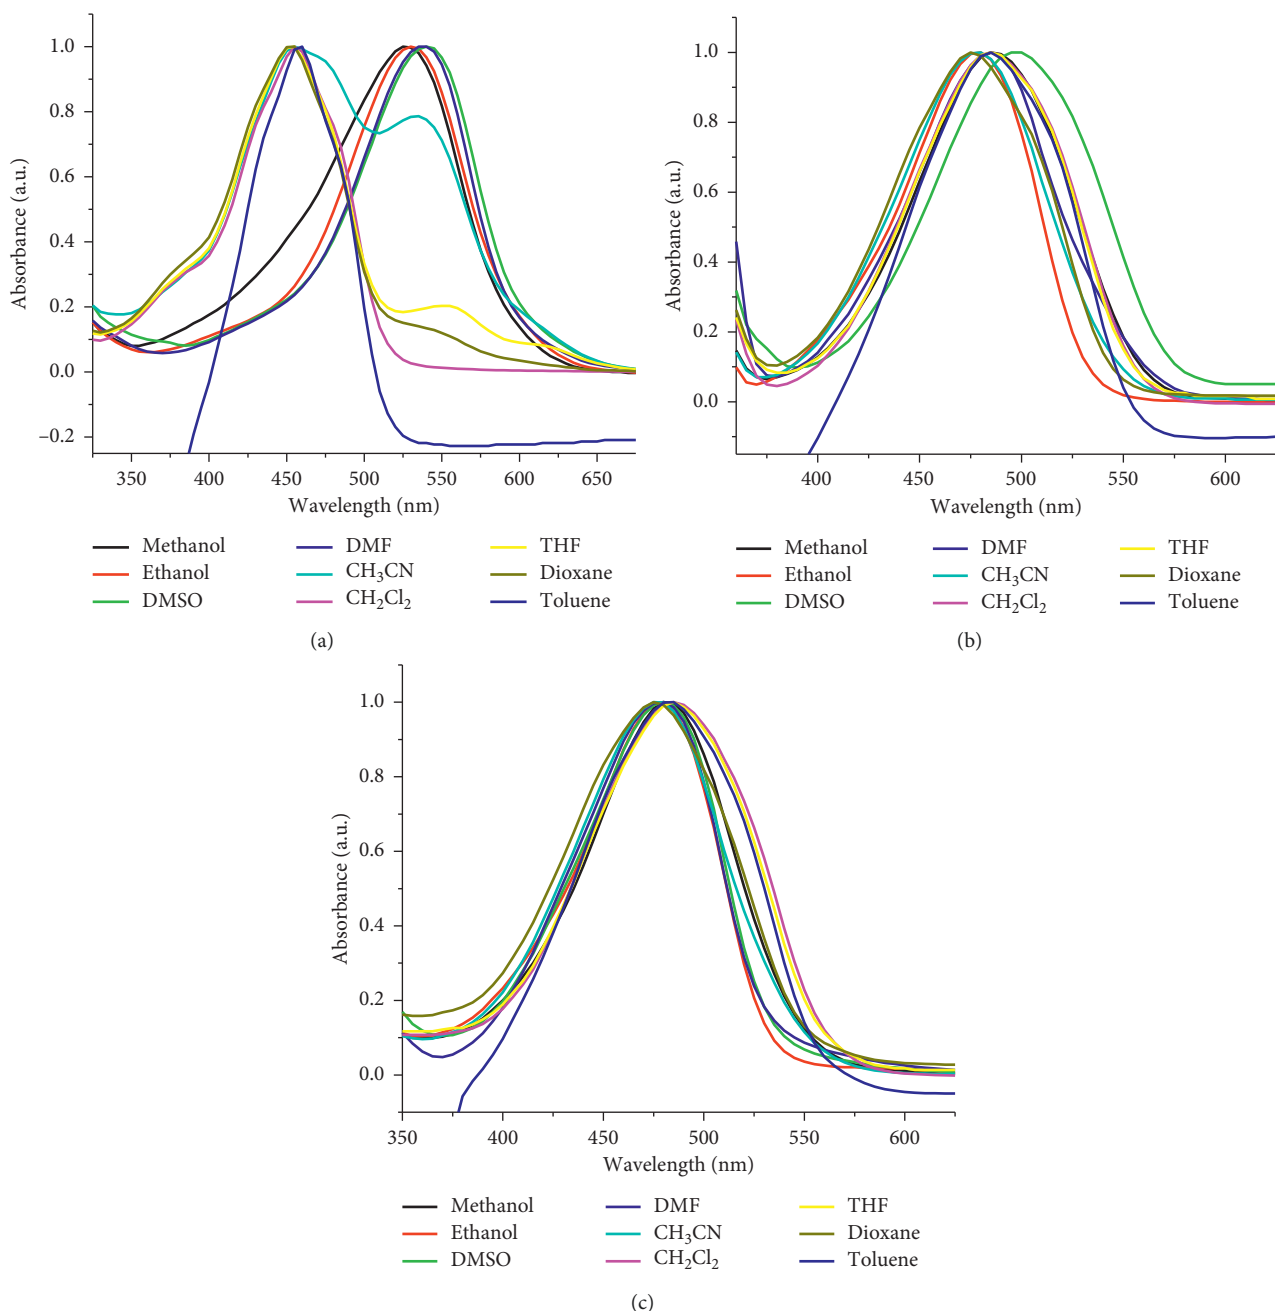 1.0
0.8
0.6
0.4
0.2
0.0
–0.2
Absorbance (a.u.)
350 400 450 500 550 600 650
Wavelength (nm)
Methanol DMF THF
Ethanol CH₃CN Dioxane
DMSO CH₂Cl₂ Toluene
(a)
1.0
0.8
0.6
0.4
0.2
0.0
Absorbance (a.u.)
400 450 500 550 600
Wavelength (nm)
Methanol DMF THF
Ethanol CH₃CN Dioxane
DMSO CH₂Cl₂ Toluene
(b)
1.0
0.8
0.6
0.4
0.2
0.0
Absorbance (a.u.)
350 400 450 500 550 600
Wavelength (nm)
Methanol DMF THF
Ethanol CH₃CN Dioxane
DMSO CH₂Cl₂ Toluene
(c)